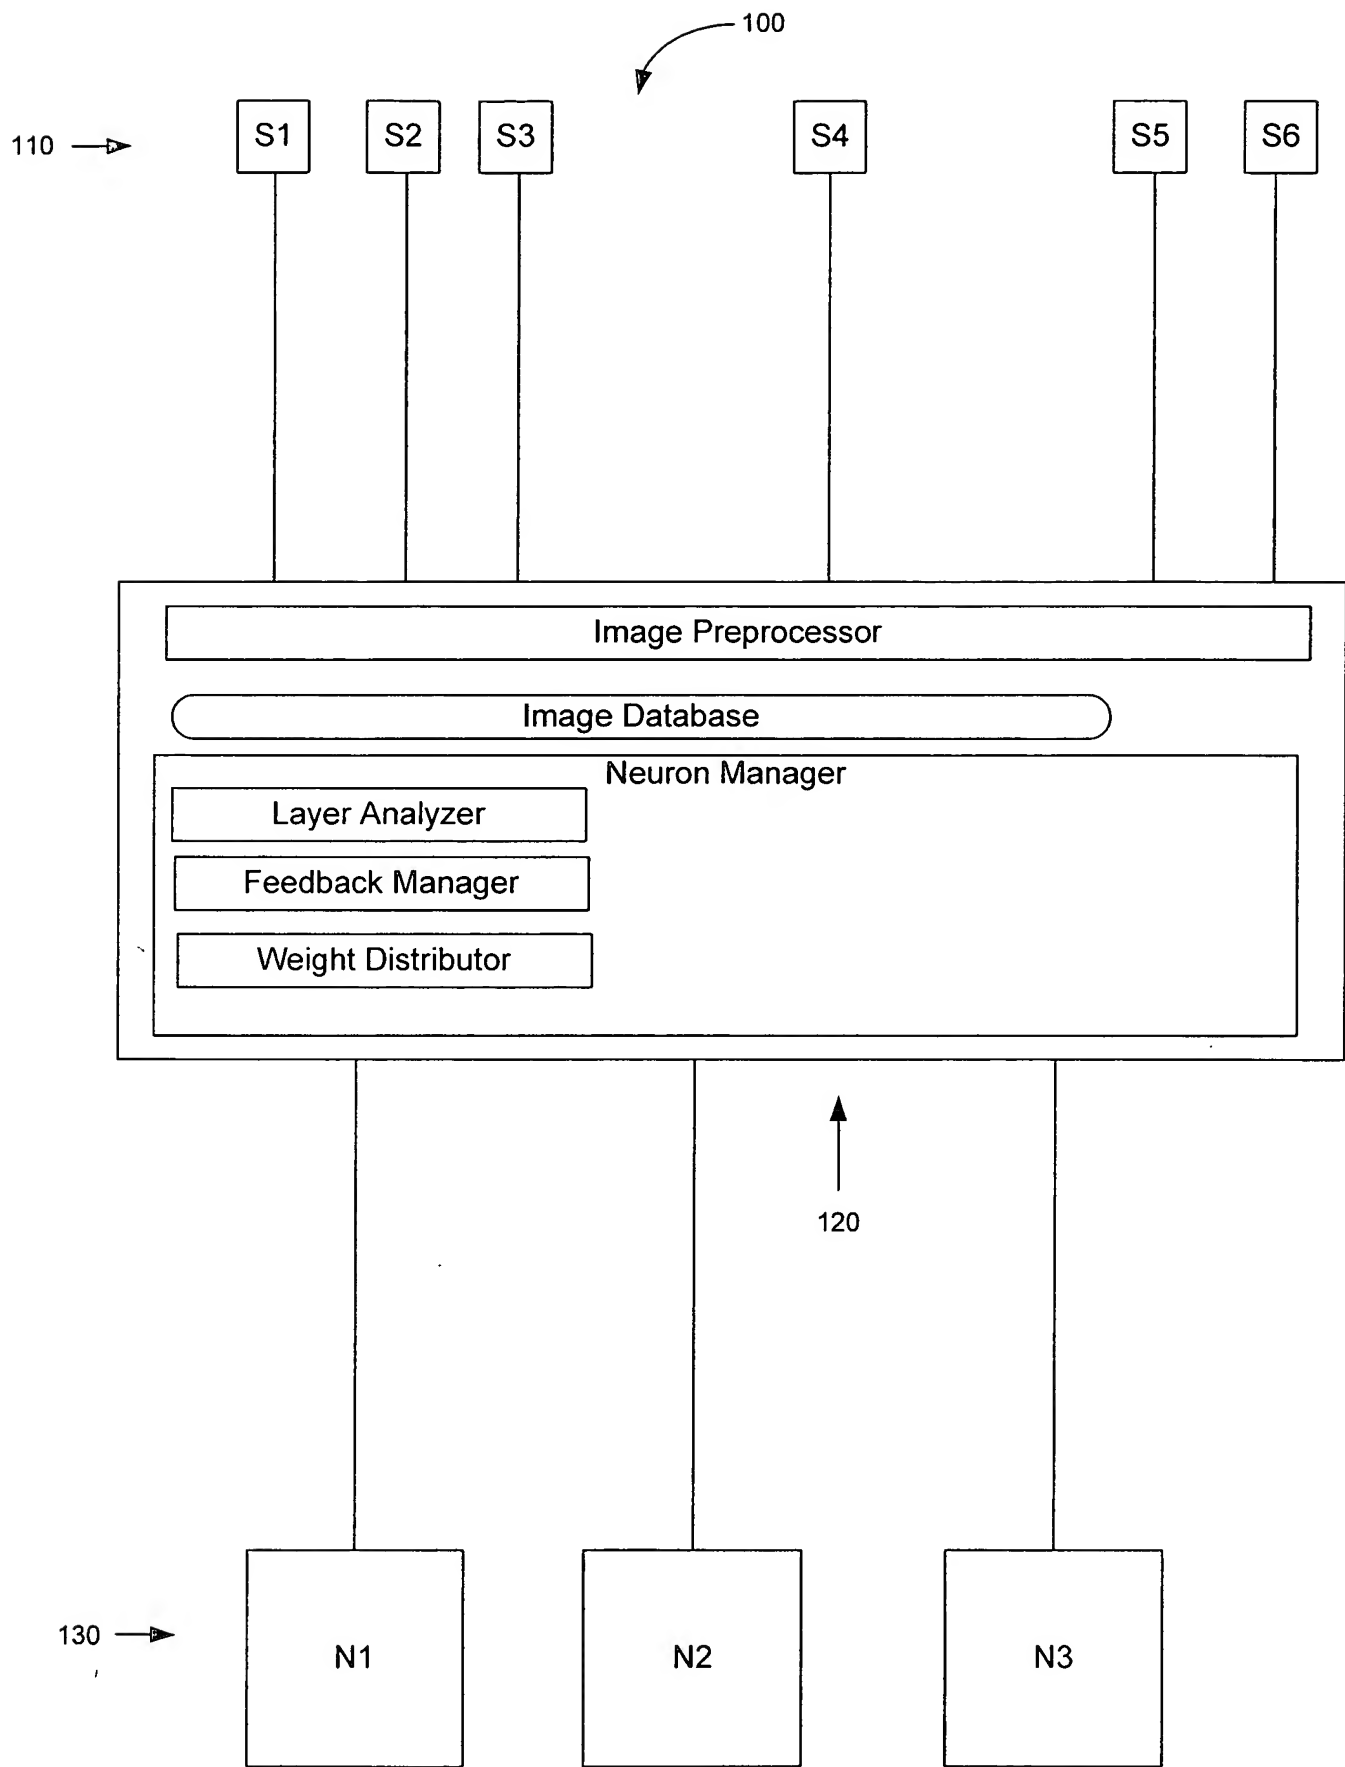 100
110
S1 S2 S3 S4 S5 S6
Image Preprocessor
Image Database
Neuron Manager
Layer Analyzer
Feedback Manager
Weight Distributor
120
130
N1 N2 N3